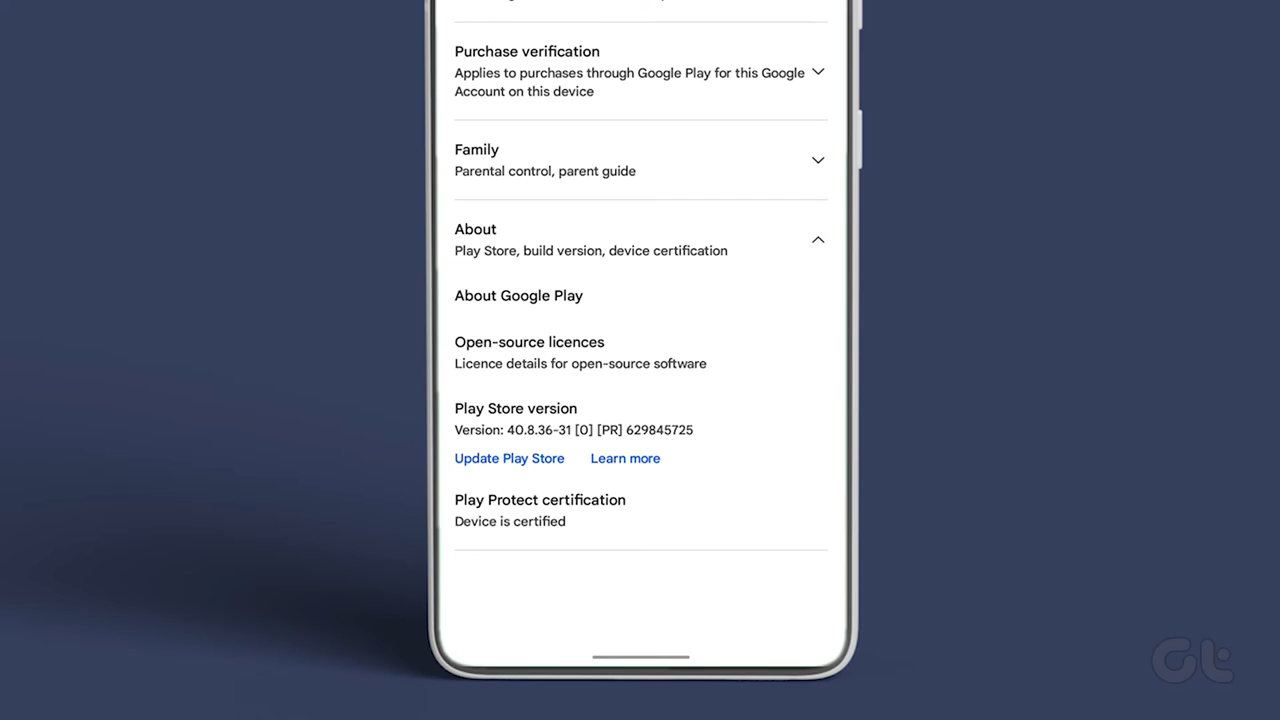 Purchase verification
Applies to purchases through Google Play for this Google
Account on this device
Family
Parental control, parent guide
About
Play Store, build version, device certification
About Google Play
Open-source licences
Licence details for open-source software
Play Store version
Version: 40.8.36-31 [0] [PR] 629845725
Update Play Store Learn more
Play Protect certification
Device is certified
Gt